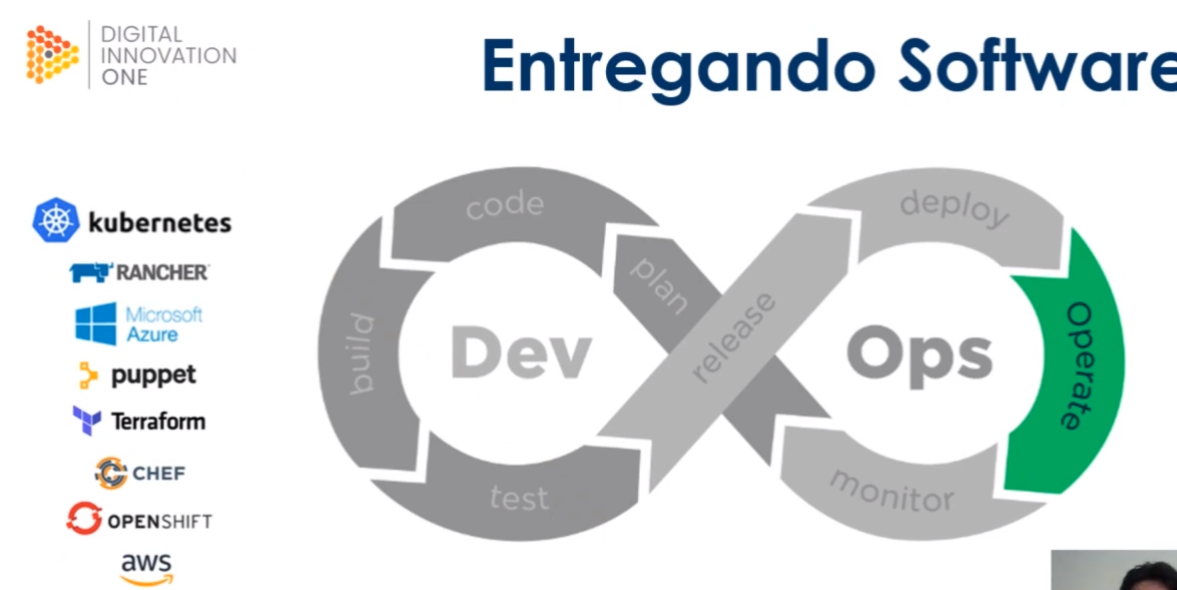 DIGITAL
INNOVATION
ONE
Entregando Software
kubernetes
RANCHER
Microsoft
Azure
puppet
Terraform
CHEF
OPENSHIFT
aws
code
plan
build
Dev
test
release
deploy
Ops
Operate
monitor